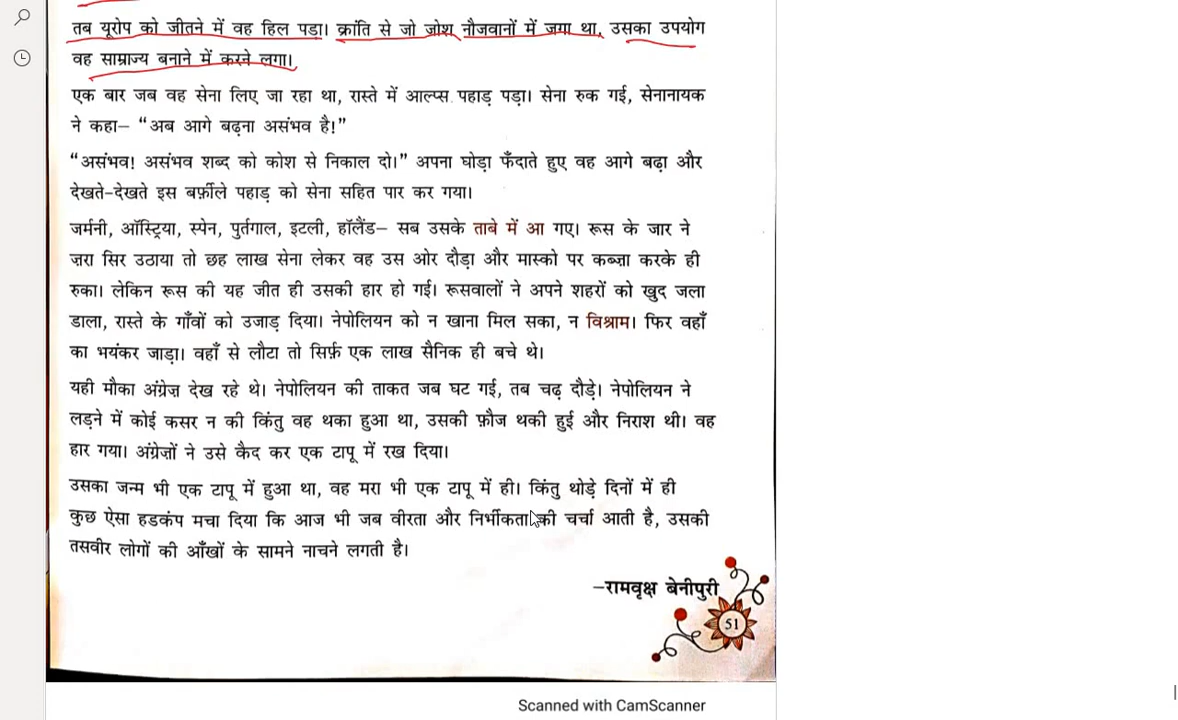 तब यूरोप को जीतने में वह हिल पड़ा। क्रांति से जो जोश नौजवानों में जगा था, उसका उपयोग
वह साम्राज्य बनाने में करने लगा।
एक बार जब वह सेना लिए जा रहा था, रास्ते में आल्प्स पहाड़ पड़ा। सेना रुक गई, सेनानायक
ने कहा– “अब आगे बढ़ना असंभव है!”
“असंभव! असंभव शब्द को कोश से निकाल दो।” अपना घोड़ा फँदाते हुए वह आगे बढ़ा और
देखते-देखते इस बर्फ़ीले पहाड़ को सेना सहित पार कर गया।
जर्मनी, ऑस्ट्रिया, स्पेन, पुर्तगाल, इटली, हॉलैंड– सब उसके ताबे में आ गए। रूस के जार ने
ज़रा सिर उठाया तो छह लाख सेना लेकर वह उस ओर दौड़ा और मास्को पर कब्ज़ा करके ही
रुका। लेकिन रूस की यह जीत ही उसकी हार हो गई। रूसवालों ने अपने शहरों को खुद जला
डाला, रास्ते के गाँवों को उजाड़ दिया। नेपोलियन को न खाना मिल सका, न विश्राम। फिर वहाँ
का भयंकर जाड़ा। वहाँ से लौटा तो सिर्फ़ एक लाख सैनिक ही बचे थे।
यही मौका अंग्रेज़ देख रहे थे। नेपोलियन की ताकत जब घट गई, तब चढ़ दौड़े। नेपोलियन ने
लड़ने में कोई कसर न की किंतु वह थका हुआ था, उसकी फ़ौज थकी हुई और निराश थी। वह
हार गया। अंग्रेज़ों ने उसे कैद कर एक टापू में रख दिया।
उसका जन्म भी एक टापू में हुआ था, वह मरा भी एक टापू में ही। किंतु थोड़े दिनों में ही
कुछ ऐसा हडकंप मचा दिया कि आज भी जब वीरता और निर्भीकता की चर्चा आती है, उसकी
तसवीर लोगों की आँखों के सामने नाचने लगती है।
–रामवृक्ष बेनीपुरी
51
Scanned with CamScanner